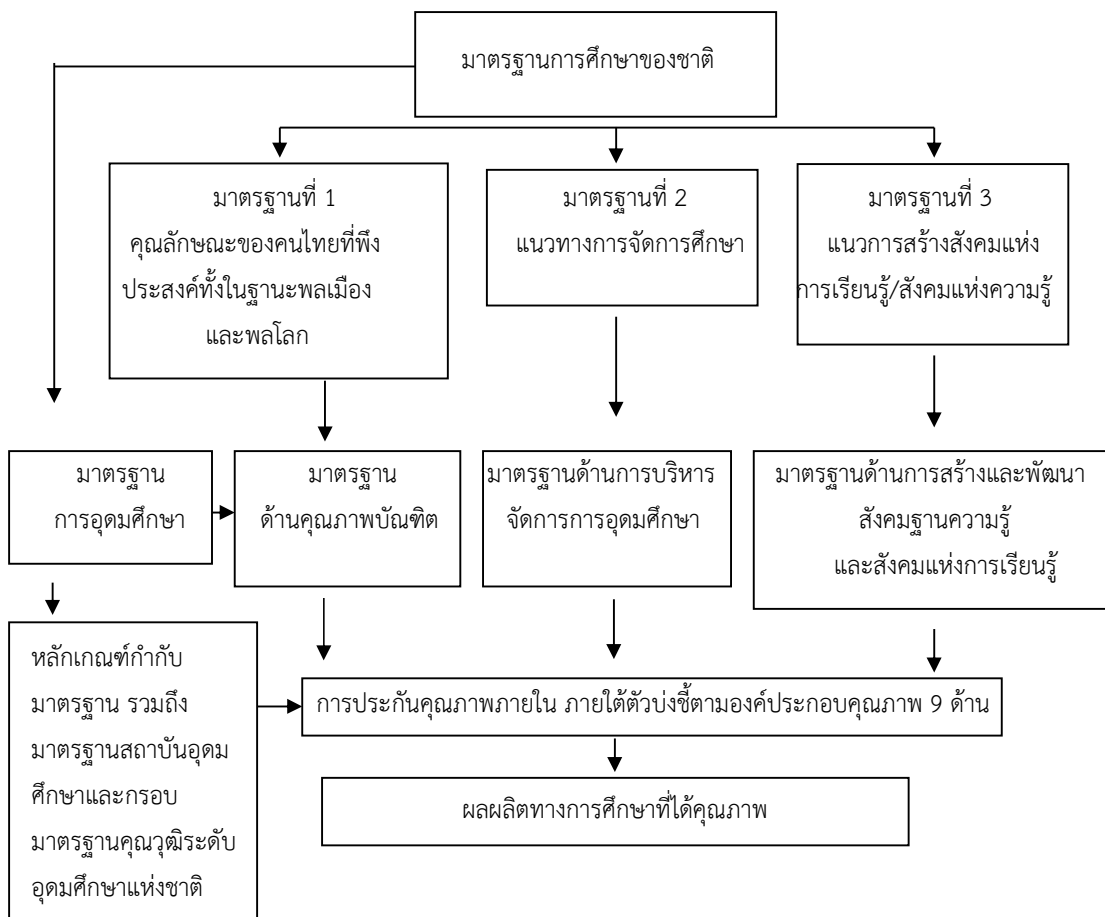 มาตรฐานการศึกษาของชาติ
มาตรฐานที่ 1
คุณลักษณะของคนไทยที่พึง
ประสงค์ทั้งในฐานะพลเมือง
และพลโลก
มาตรฐานที่ 2
แนวทางการจัดการศึกษา
มาตรฐานที่ 3
แนวการสร้างสังคมแห่ง
การเรียนรู้/สังคมแห่งความรู้
มาตรฐาน
การอุดมศึกษา
มาตรฐาน
ด้านคุณภาพบัณฑิต
มาตรฐานด้านการบริหาร
จัดการการอุดมศึกษา
มาตรฐานด้านการสร้างและพัฒนา
สังคมฐานความรู้
และสังคมแห่งการเรียนรู้
หลักเกณฑ์กำกับ
มาตรฐาน รวมถึง
มาตรฐานสถาบันอุดม
ศึกษาและกรอบ
มาตรฐานคุณวุฒิระดับ
อุดมศึกษาแห่งชาติ
การประกันคุณภาพภายใน ภายใต้ตัวบ่งชี้ตามองค์ประกอบคุณภาพ 9 ด้าน
ผลผลิตทางการศึกษาที่ได้คุณภาพ